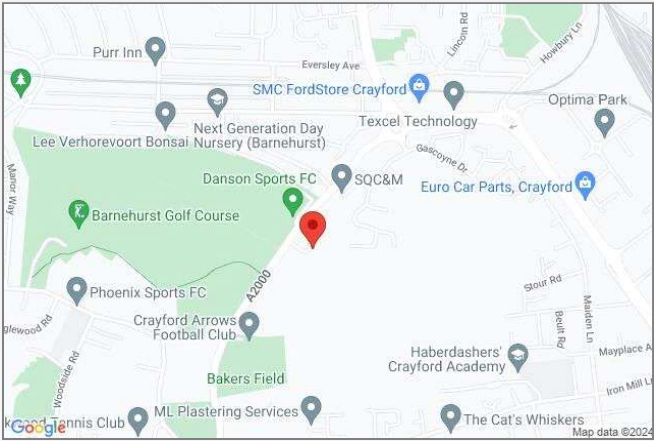 Purr Inn
Eversley Ave
Lincoln Rd
Howbury Ln
SMC FordStore Crayford
Optima Park
Texcel Technology
Next Generation Day
Nursery (Barnehurst)
Lee Verhorevoort Bonsai
Gascoyne Dr
Manor Way
Danson Sports FC
SQC&M
Euro Car Parts, Crayford
Barnehurst Golf Course
A2000
Phoenix Sports FC
Stour Rd
Crayford Arrows
Football Club
Beult Rd
Maiden Ln
glewood Rd
Woodside Rd
Haberdashers'
Crayford Academy
Mayplace A
Bakers Field
Iron Mill Ln
ML Plastering Services
The Cat's Whiskers
Tennis Club
Google
Map data ©2024